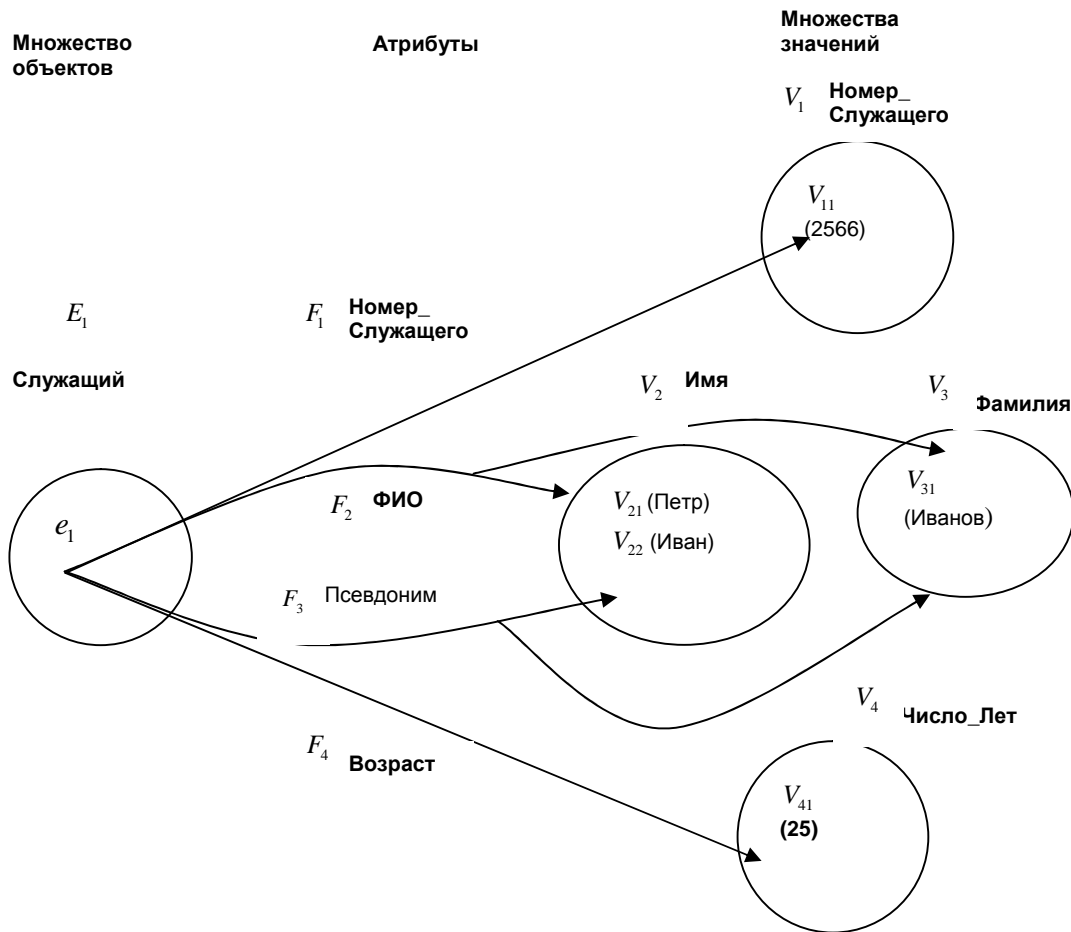 Множество
объектов
Атрибуты
Множества
значений
V₁ Номер_
Служащего
V₁₁
(2566)
E₁
F₁ Номер_
Служащего
Служащий
V₂ Имя
V₃
Фамилия
e₁
F₂ ФИО
V₂₁ (Петр)
V₂₂ (Иван)
V₃₁
(Иванов)
F₃ Псевдоним
V₄
Число_Лет
F₄ Возраст
V₄₁
(25)